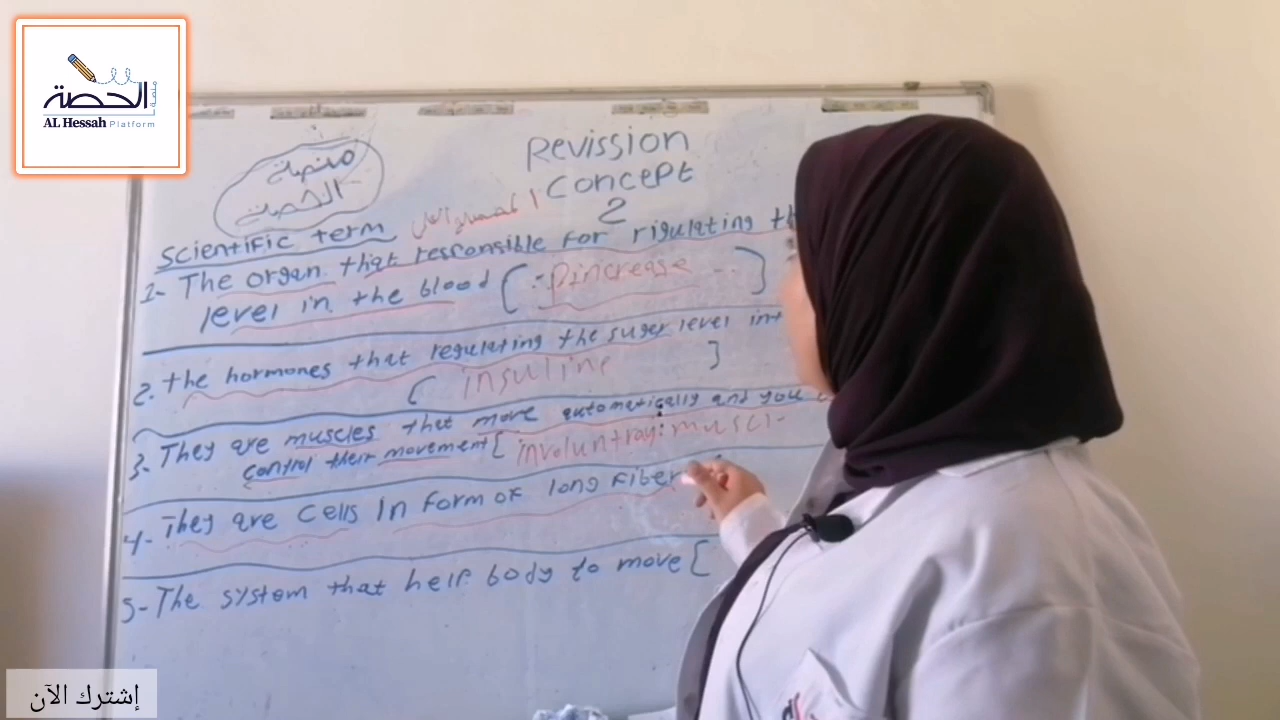 الحصة
منصة
AL Hessah Platform
منصة
الحصة
Revission
Concept
2
Scientific term
1- The organ that responsible for rigulating th
level in the blood [ Pincrease ]
2. the hormones that regulating the suger level int
( insuline ]
3- They are muscles that move automatically and you
control their movement [ involuntray muscl
4- They are cells in form of long fiber
5- The system that help body to move [
إشترك الآن